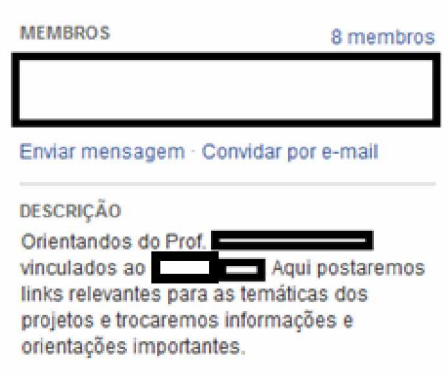 MEMBROS
8 membros
Enviar mensagem · Convidar por e-mail
DESCRIÇÃO
Orientandos do Prof.
vinculados ao Aqui postaremos
links relevantes para as temáticas dos
projetos e trocaremos informações e
orientações importantes.